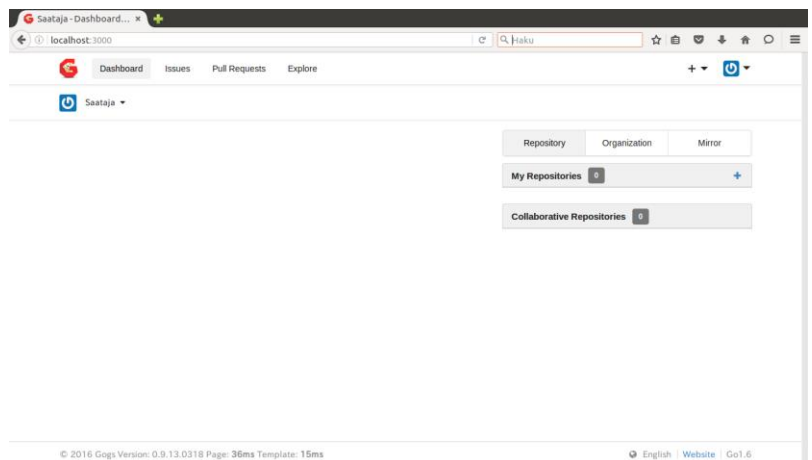 Saataja - Dashboard...
localhost:3000
Haku
Dashboard Issues Pull Requests Explore
Saataja
Repository Organization Mirror
My Repositories 0
Collaborative Repositories 0
© 2016 Gogs Version: 0.9.13.0318 Page: 36ms Template: 15ms
English Website Go1.6